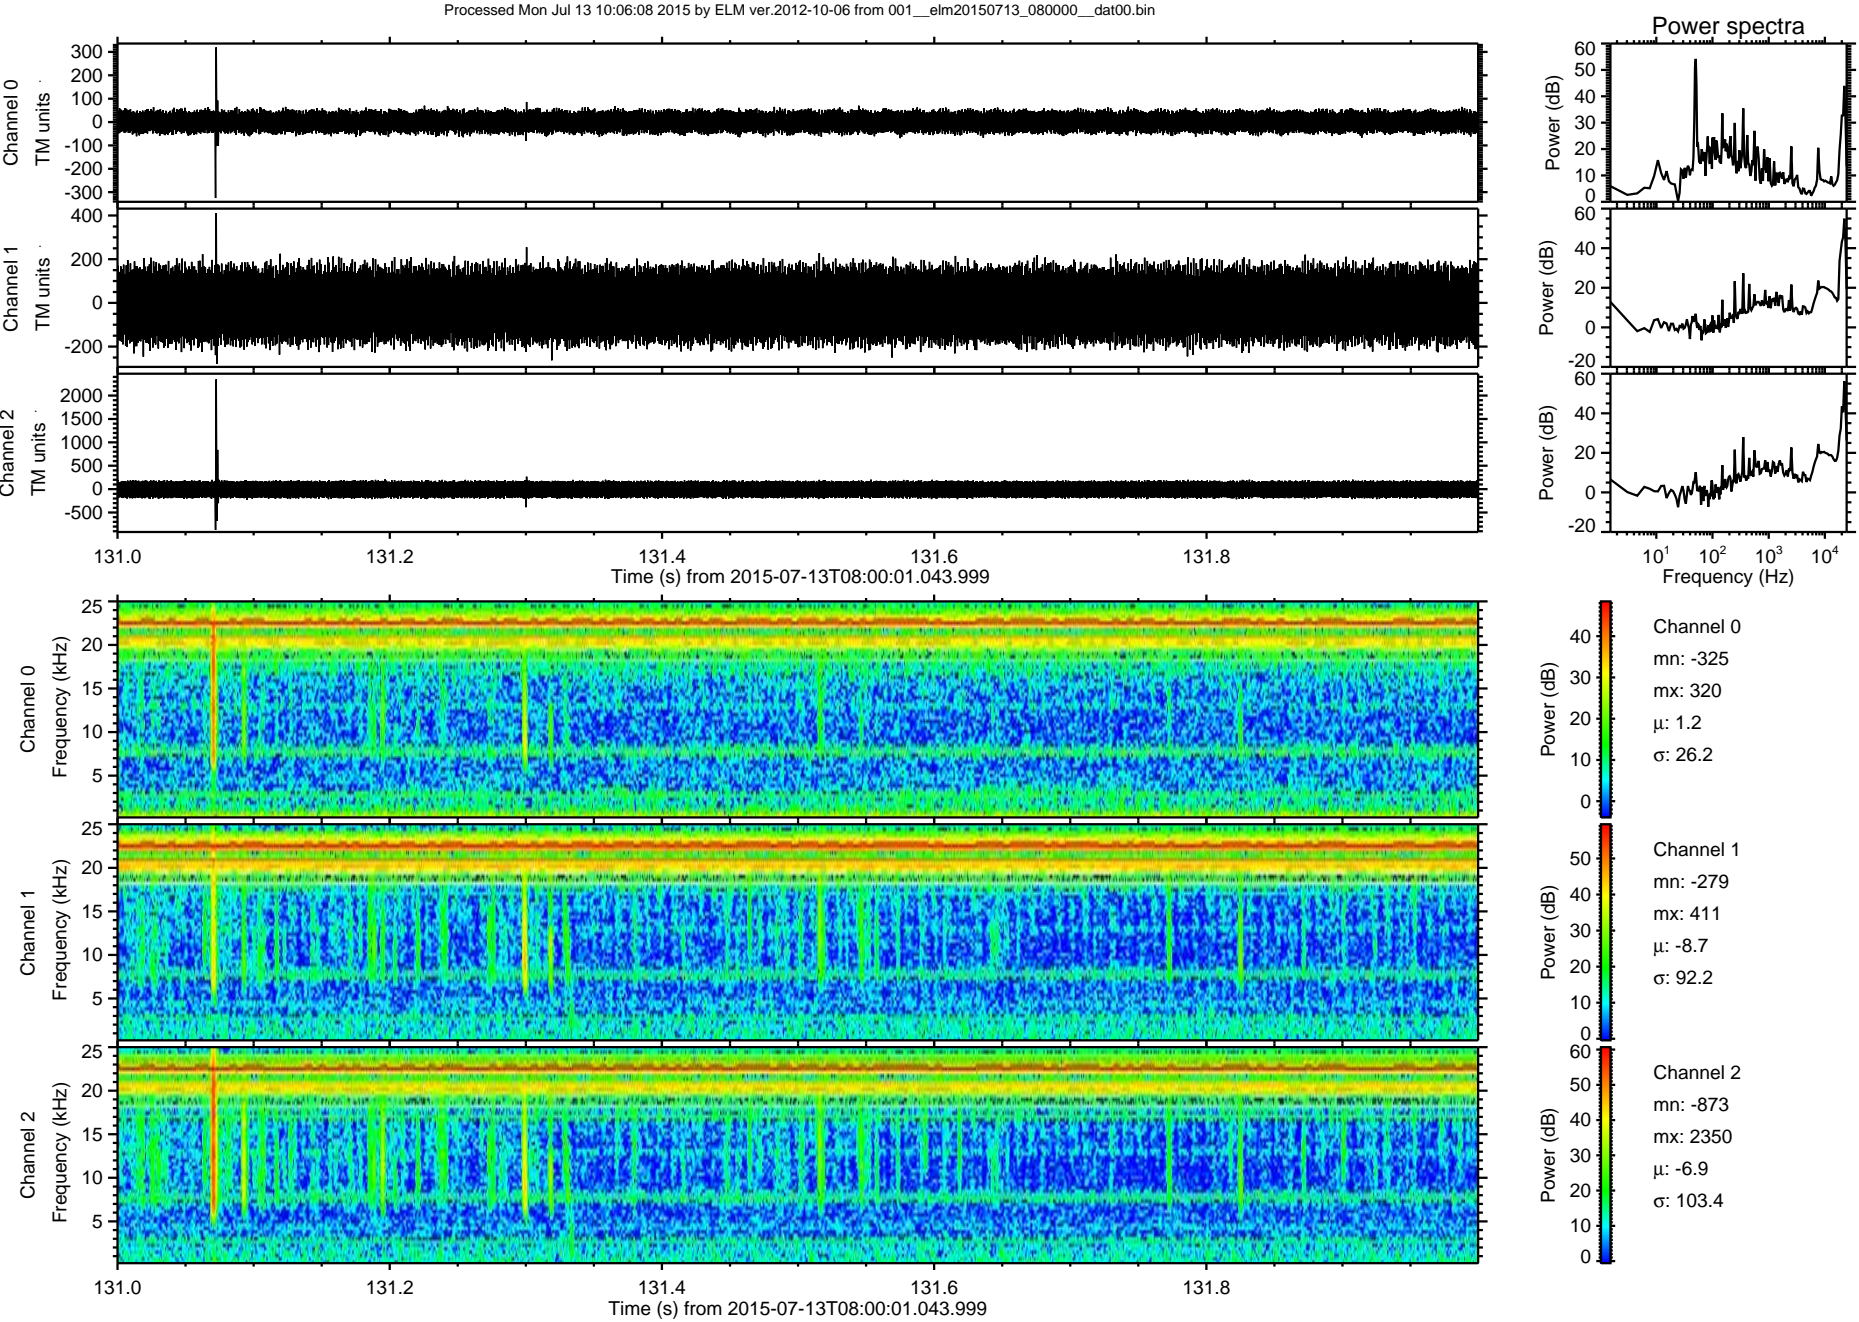 Processed Mon Jul 13 10:06:08 2015 by ELM ver.2012-10-06 from 001__elm20150713_080000__dat00.bin
Power spectra
Channel 0
TM units
300
200
100
0
-100
-200
-300
Power (dB)
60
50
40
30
20
10
0
Channel 1
TM units
400
200
0
-200
Power (dB)
60
40
20
0
-20
Channel 2
TM units
2000
1500
1000
500
0
-500
Power (dB)
60
40
20
0
-20
131.0 131.2 131.4 131.6 131.8
Time (s) from 2015-07-13T08:00:01.043.999
10¹ 10² 10³ 10⁴
Frequency (Hz)
Channel 0
Frequency (kHz)
25
20
15
10
5
Power (dB)
40
30
20
10
0
Channel 0
mn: -325
mx: 320
μ: 1.2
σ: 26.2
Channel 1
Frequency (kHz)
25
20
15
10
5
Power (dB)
50
40
30
20
10
0
Channel 1
mn: -279
mx: 411
μ: -8.7
σ: 92.2
Channel 2
Frequency (kHz)
25
20
15
10
5
Power (dB)
60
50
40
30
20
10
0
Channel 2
mn: -873
mx: 2350
μ: -6.9
σ: 103.4
131.0 131.2 131.4 131.6 131.8
Time (s) from 2015-07-13T08:00:01.043.999